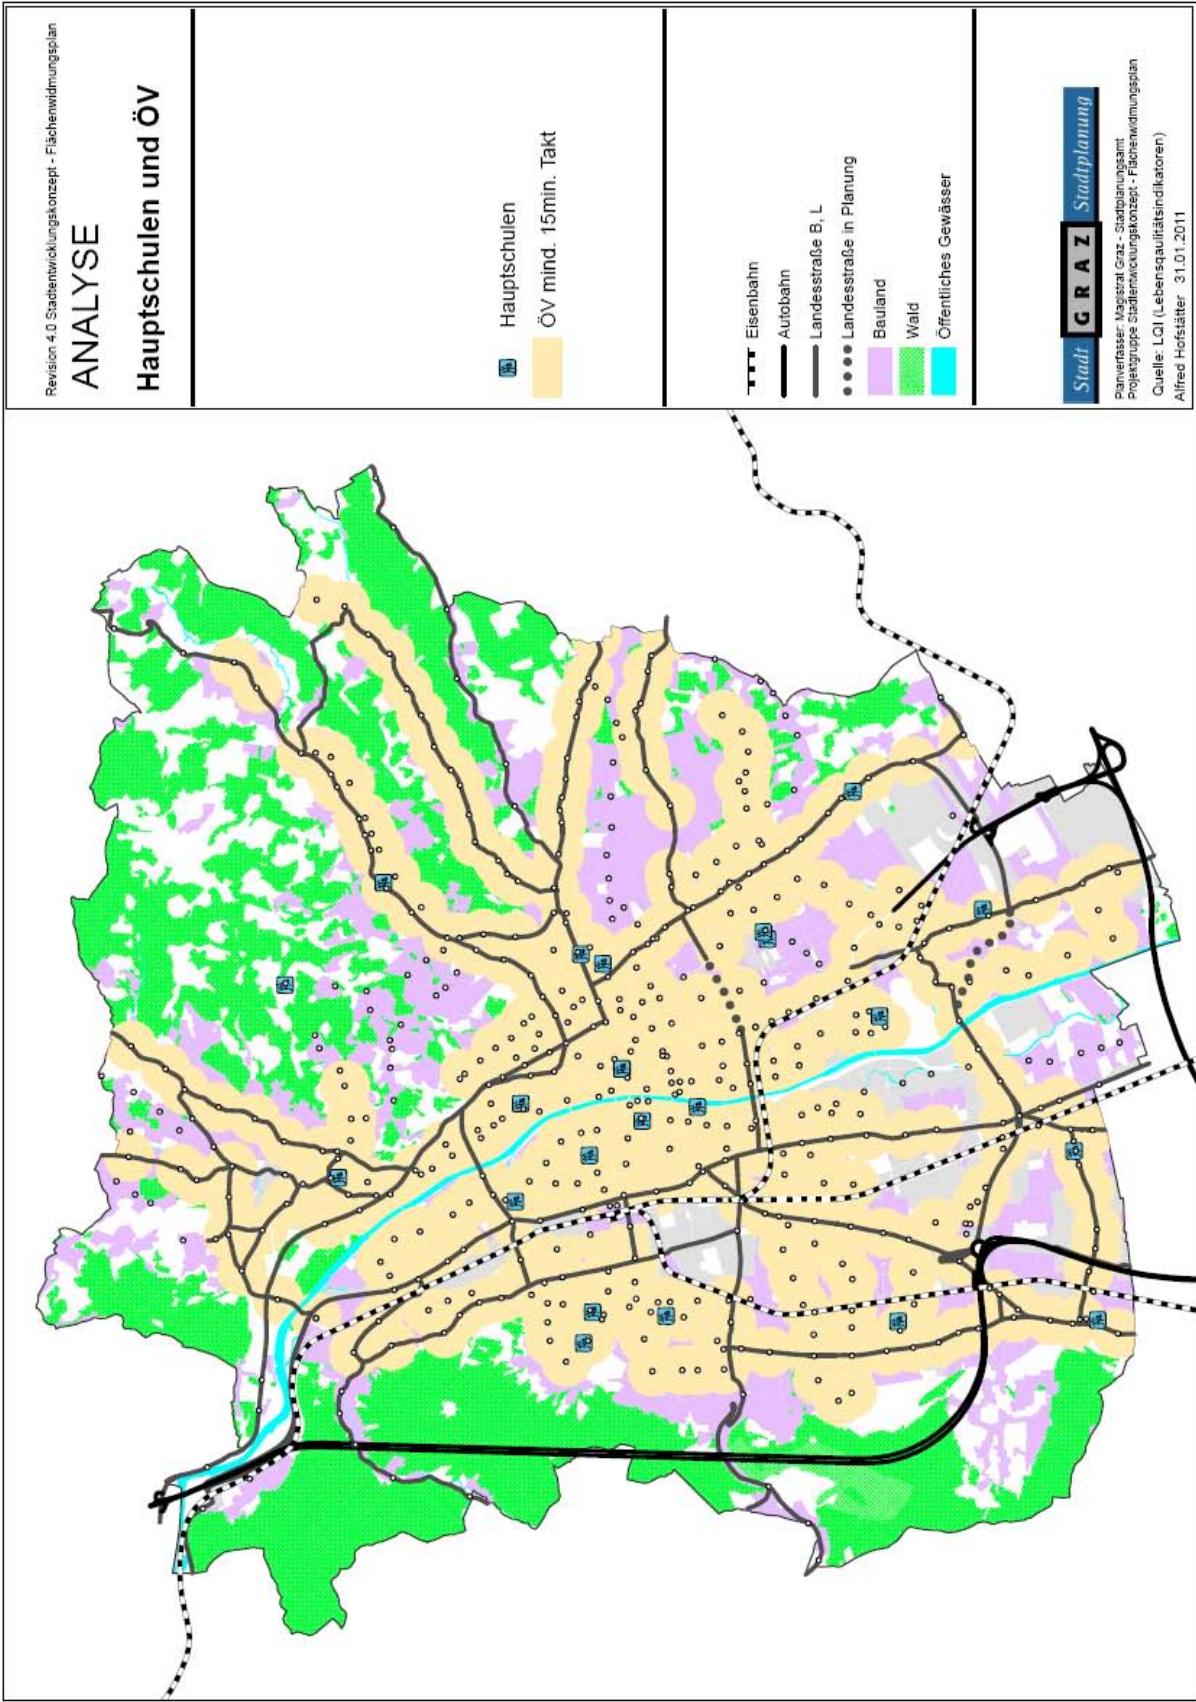 Revision 4.0 Stadtentwicklungskonzept - Flächenwidmungsplan
ANALYSE
Hauptschulen und ÖV
Hauptschulen
ÖV mind. 15min. Takt
Eisenbahn
Autobahn
Landesstraße B, L
Landesstraße in Planung
Bauland
Wald
Öffentliches Gewässer
Stadt GRAZ Stadtplanung
Planverfasser: Magistrat Graz - Stadtplanungsamt
Projektgruppe Stadtentwicklungskonzept - Flächenwidmungsplan
Quelle: LQI (Lebensqaulitätsindikatoren)
Alfred Hofstätter 31.01.2011